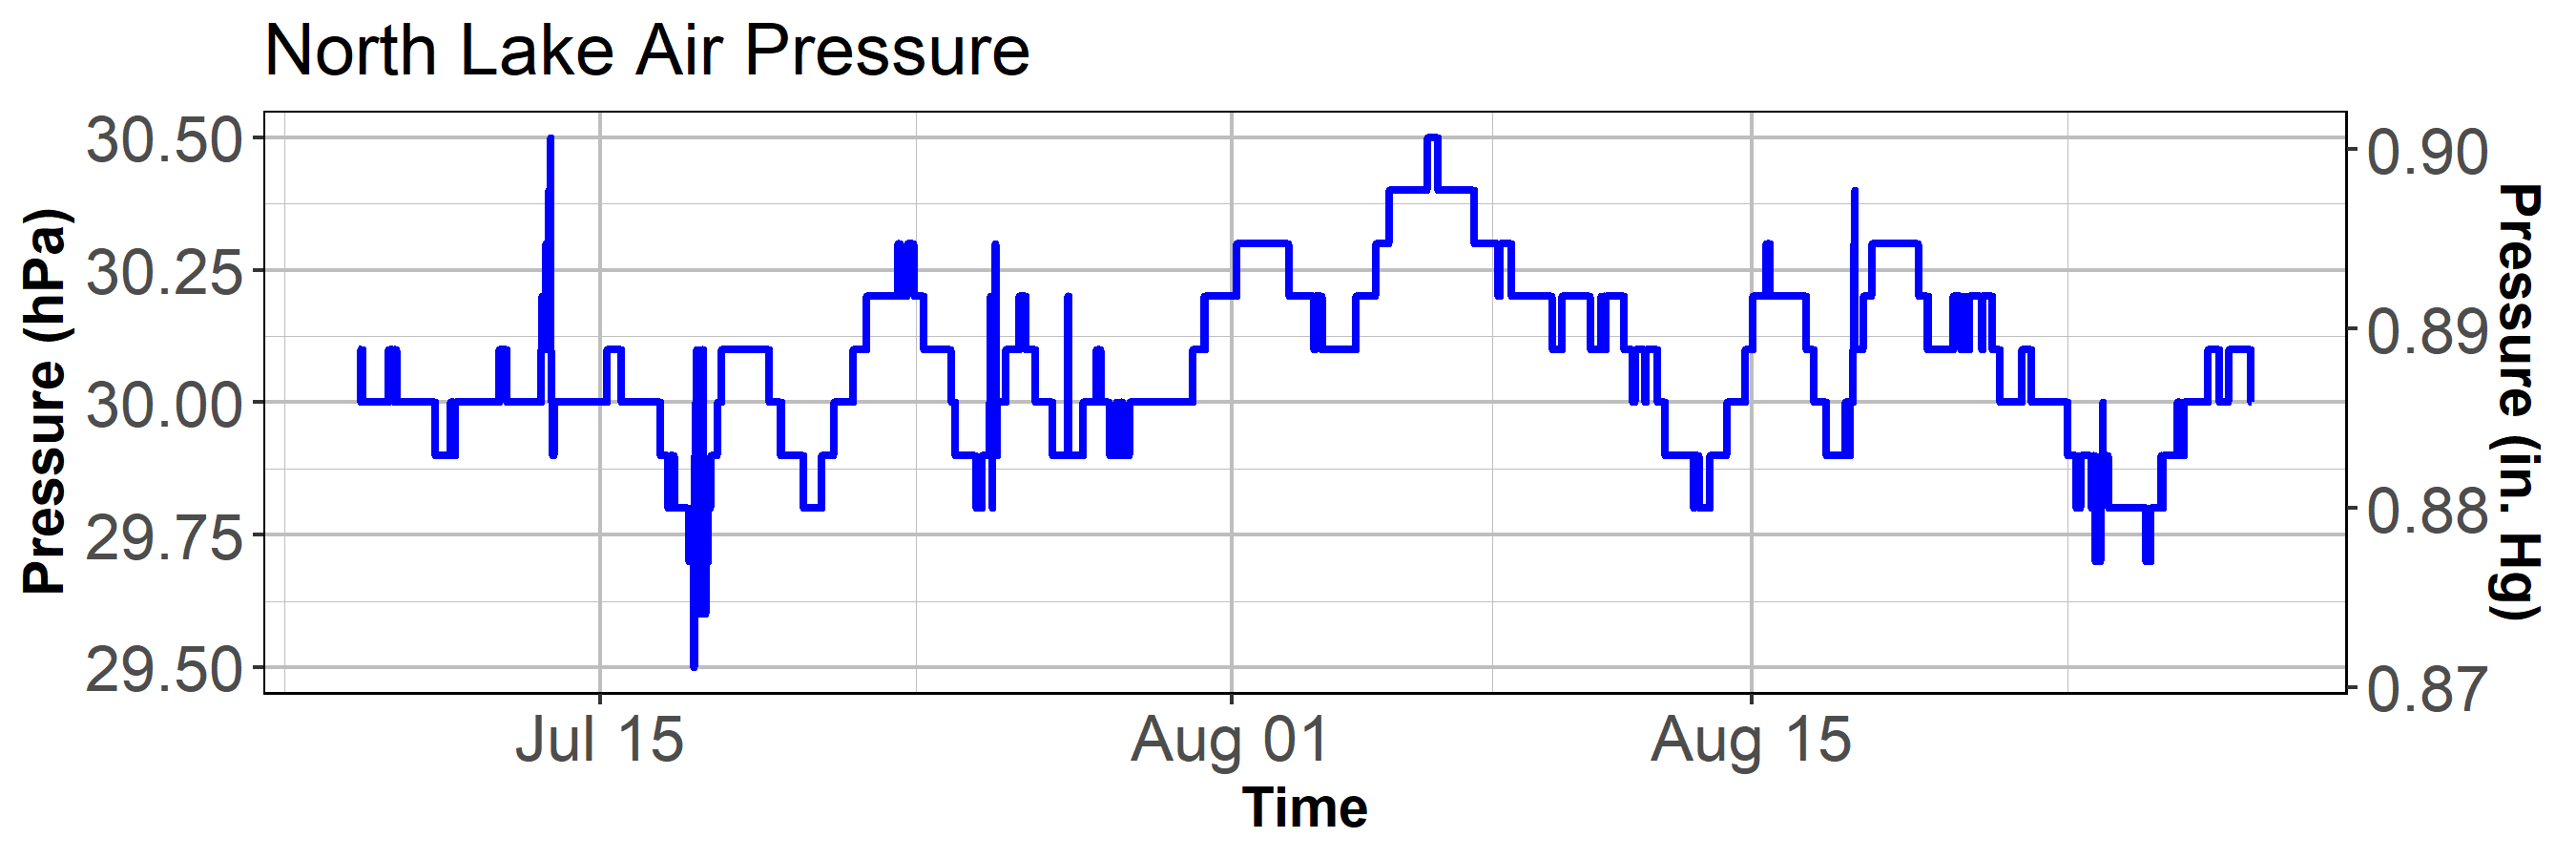 North Lake Air Pressure
Pressure (hPa)
30.50
30.25
30.00
29.75
29.50
0.90
0.89
0.88
0.87
Pressure (in. Hg)
Jul 15
Aug 01
Aug 15
Time